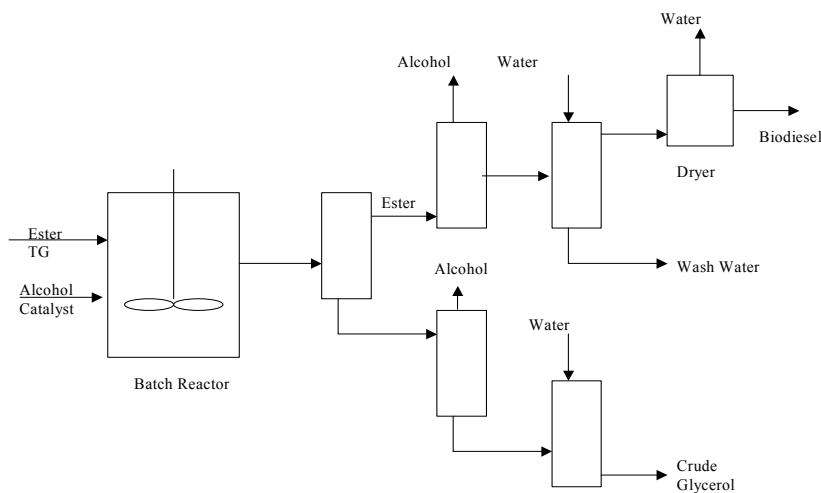 Water
Alcohol
Water
Biodiesel
Dryer
Ester
Ester
TG
Wash Water
Alcohol
Alcohol
Catalyst
Water
Batch Reactor
Crude
Glycerol